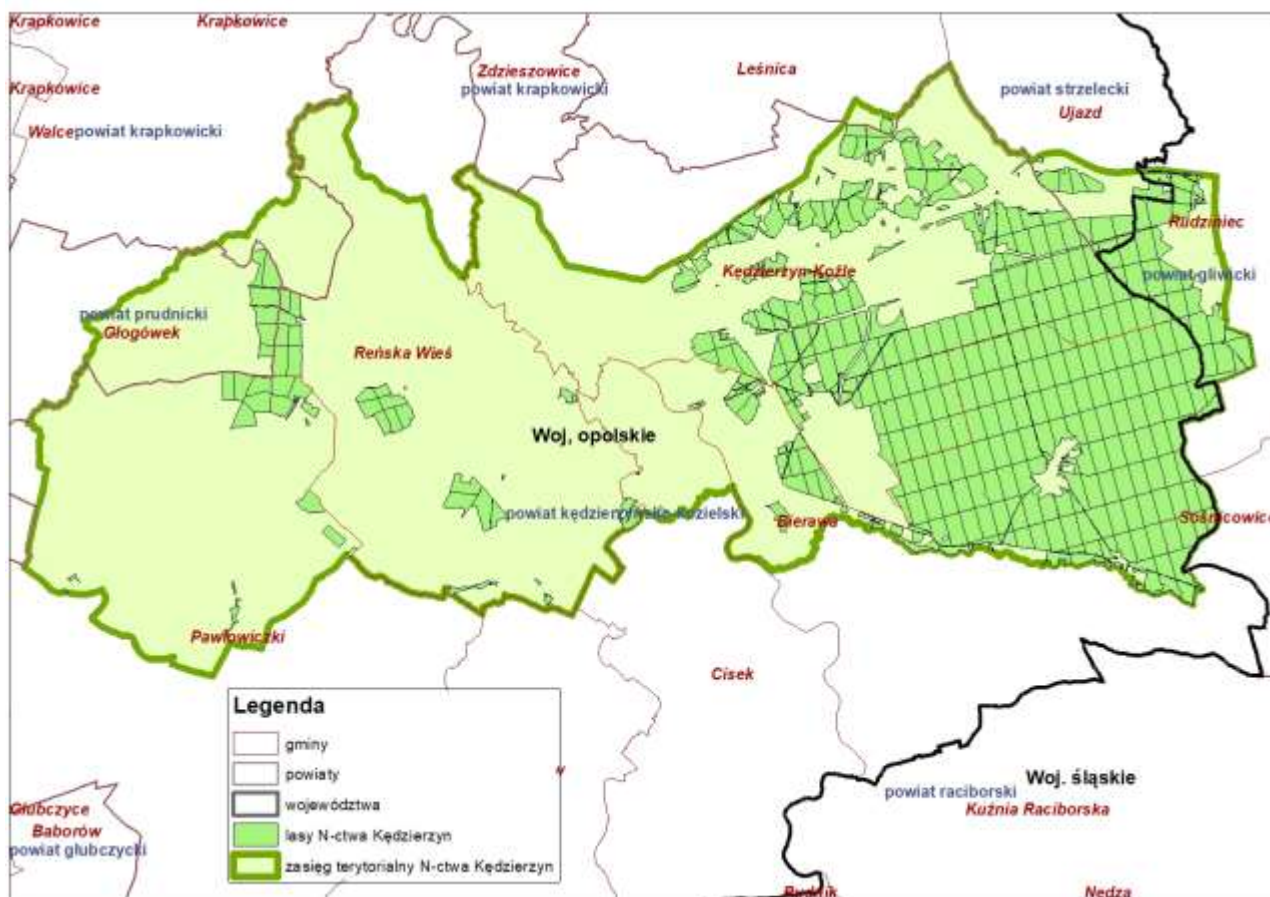 Krapkowice
Krapkowice
Zdzieszowice
powiat krapkowicki
Leśnica
powiat strzelecki
Ujazd
Krapkowice
Walce
powiat krapkowicki
Rudziniec
powiat gliwicki
Kędzierzyn-Koźle
powiat prudnicki
Głogówek
Reńska Wieś
Woj, opolskie
powiat kędzierzyńsko-kozielski
Bierawa
Sośnicowice
Pawłowiczki
Cisek
Legenda
gminy
powiaty
województwa
lasy N-ctwa Kędzierzyn
zasięg terytorialny N-ctwa Kędzierzyn
Woj. śląskie
powiat raciborski
Kuźnia Raciborska
Głubczyce
Baborów
powiat głubczycki
Rudnik
Nędza